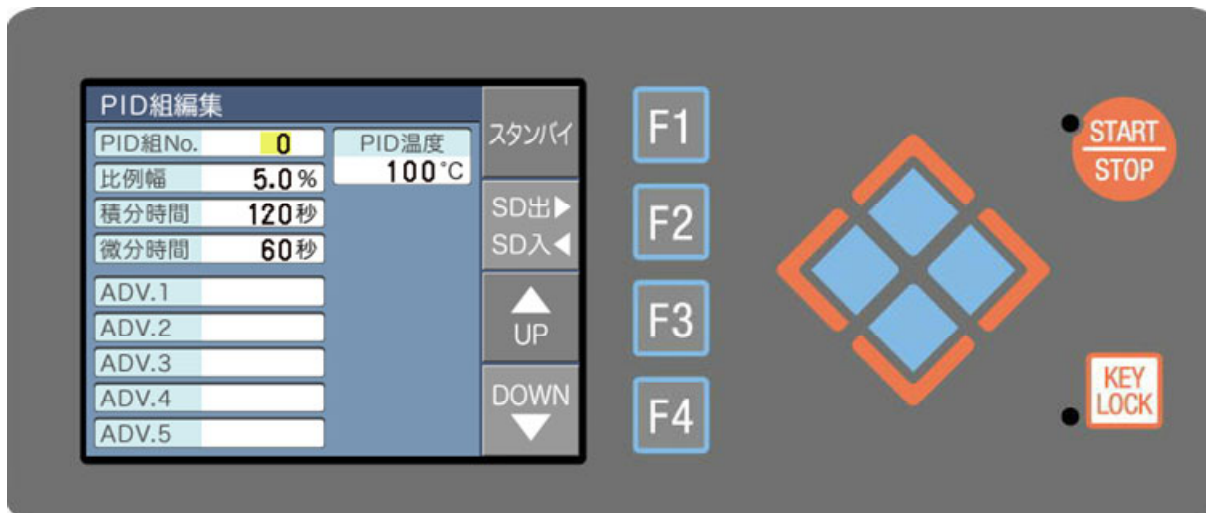 PID組編集
PID組No. 0
比例幅 5.0%
積分時間 120秒
微分時間 60秒
ADV.1
ADV.2
ADV.3
ADV.4
ADV.5
PID温度
100°C
スタンバイ
SD出▶
SD入◀
▲
UP
DOWN
▼
F1
F2
F3
F4
START
STOP
KEY
LOCK